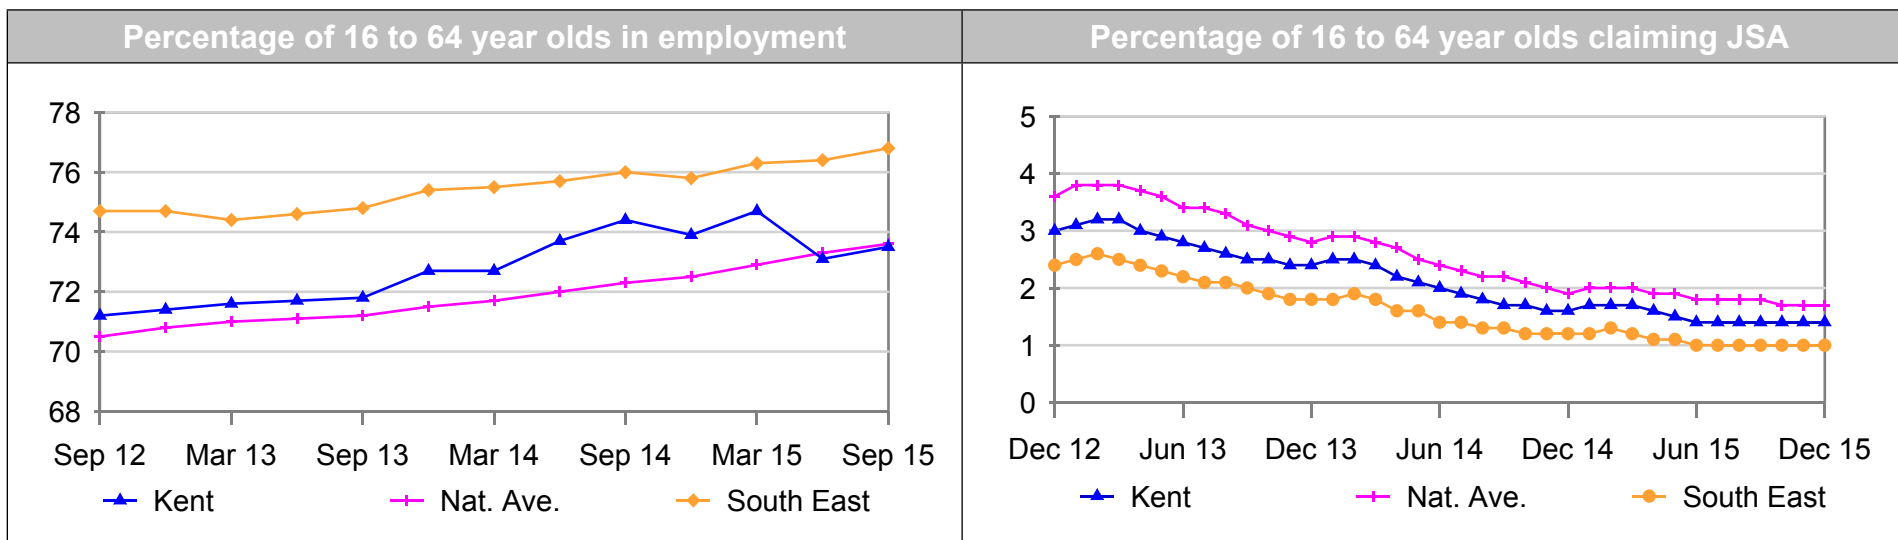 Percentage of 16 to 64 year olds in employment
78
76
74
72
70
68
Sep 12 Mar 13 Sep 13 Mar 14 Sep 14 Mar 15 Sep 15
Kent Nat. Ave. South East
Percentage of 16 to 64 year olds claiming JSA
5
4
3
2
1
0
Dec 12 Jun 13 Dec 13 Jun 14 Dec 14 Jun 15 Dec 15
Kent Nat. Ave. South East